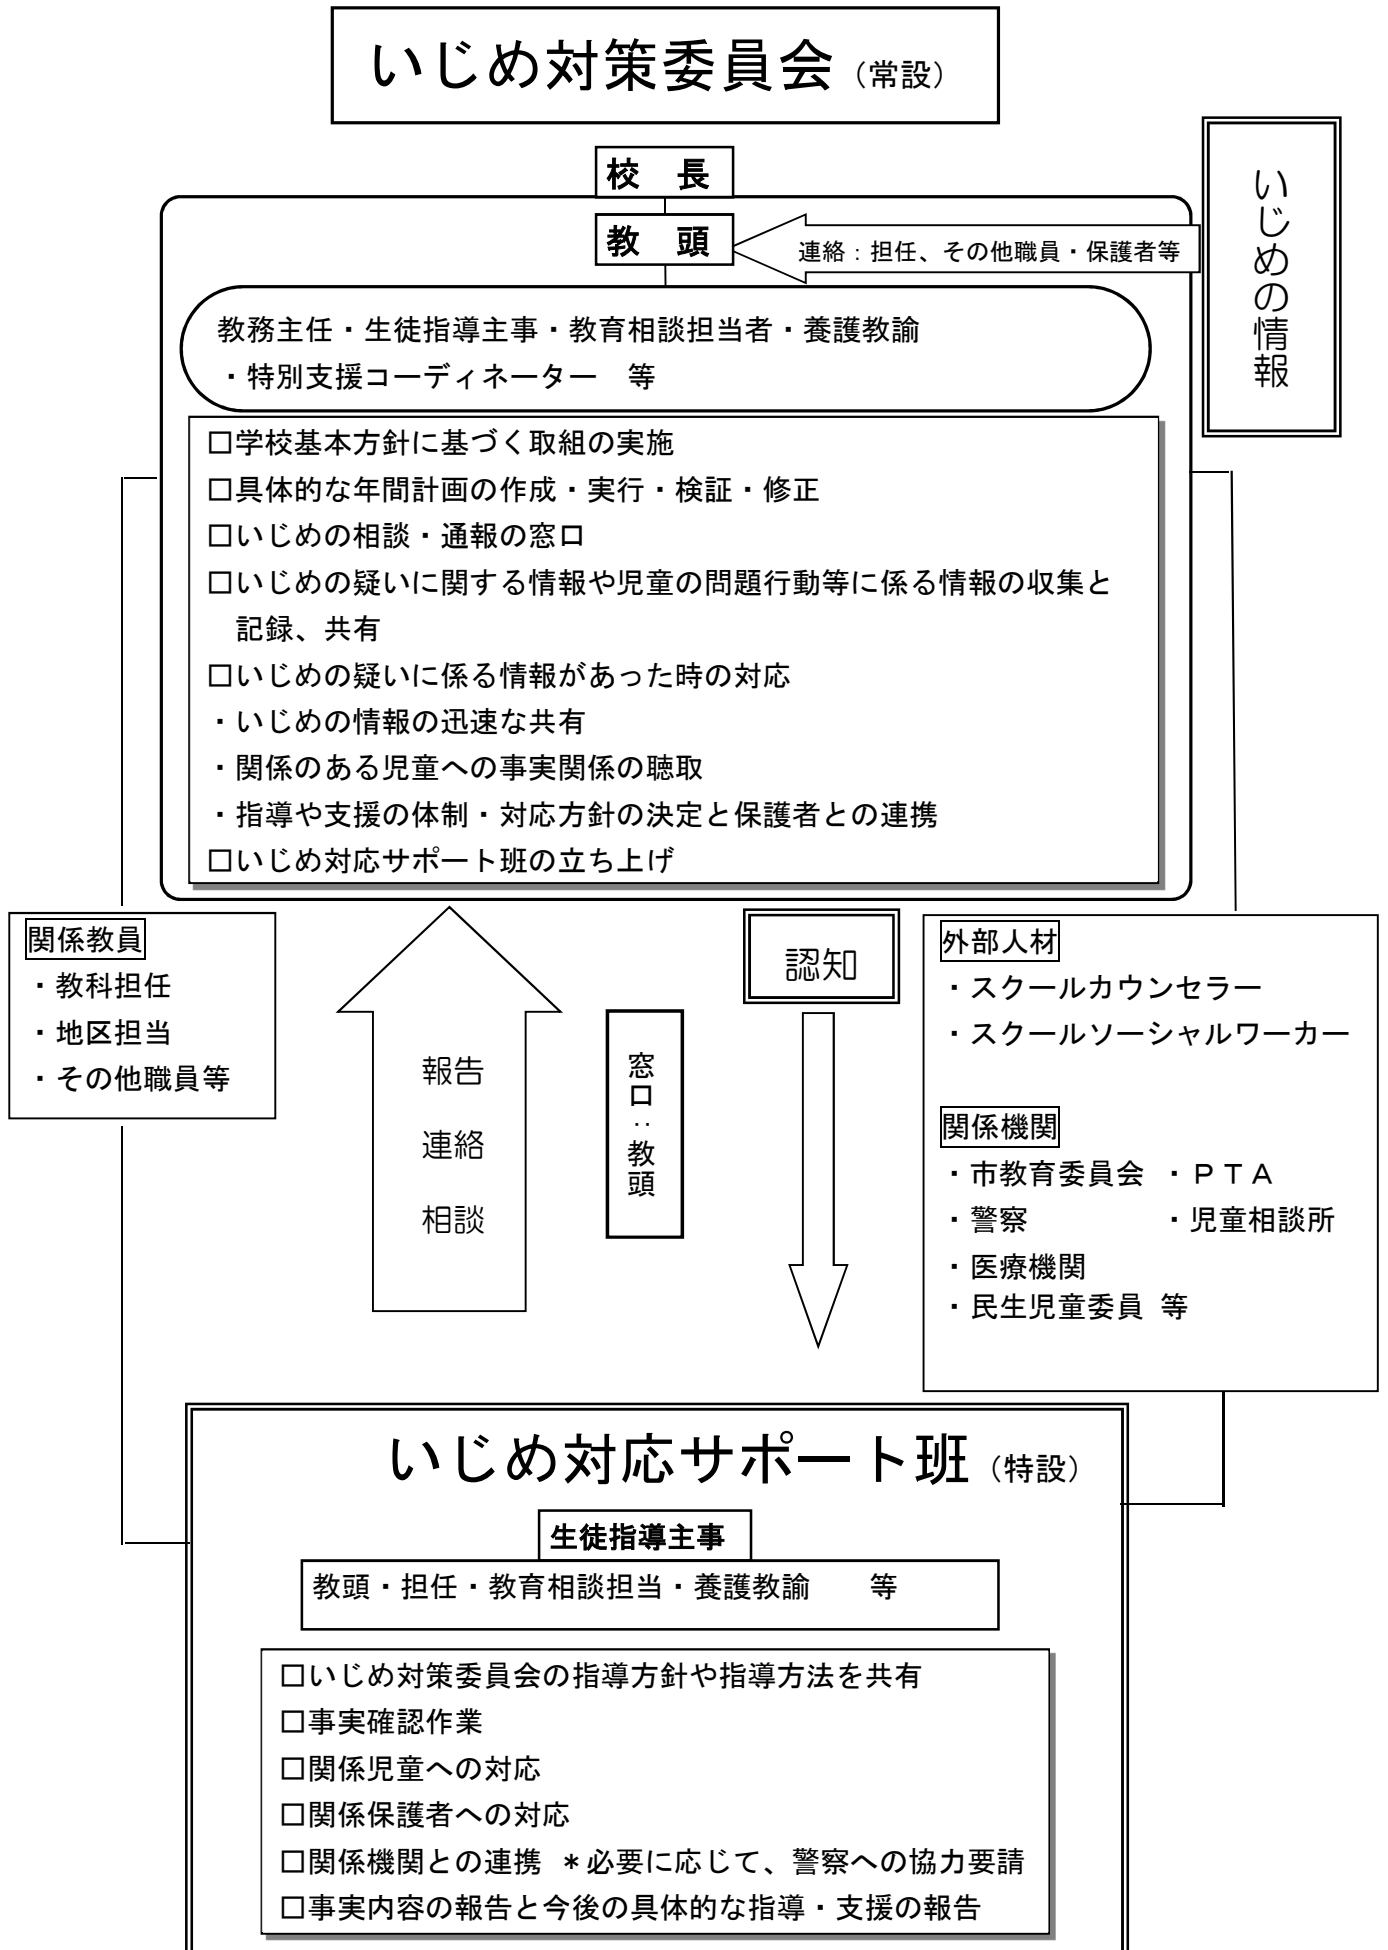 いじめ対策委員会（常設）
校　長
教　頭
連絡：担任、その他職員・保護者等
いじめの情報
教務主任・生徒指導主事・教育相談担当者・養護教諭
・特別支援コーディネーター　等
□学校基本方針に基づく取組の実施
□具体的な年間計画の作成・実行・検証・修正
□いじめの相談・通報の窓口
□いじめの疑いに関する情報や児童の問題行動等に係る情報の収集と
記録、共有
□いじめの疑いに係る情報があった時の対応
・いじめの情報の迅速な共有
・関係のある児童への事実関係の聴取
・指導や支援の体制・対応方針の決定と保護者との連携
□いじめ対応サポート班の立ち上げ
関係教員
・教科担任
・地区担当
・その他職員等
報告
連絡
相談
窓口：教頭
認知
外部人材
・スクールカウンセラー
・スクールソーシャルワーカー
関係機関
・市教育委員会　・ＰＴＡ
・警察　　　　　・児童相談所
・医療機関
・民生児童委員 等
いじめ対応サポート班（特設）
生徒指導主事
教頭・担任・教育相談担当・養護教諭　　等
□いじめ対策委員会の指導方針や指導方法を共有
□事実確認作業
□関係児童への対応
□関係保護者への対応
□関係機関との連携 ＊必要に応じて、警察への協力要請
□事実内容の報告と今後の具体的な指導・支援の報告